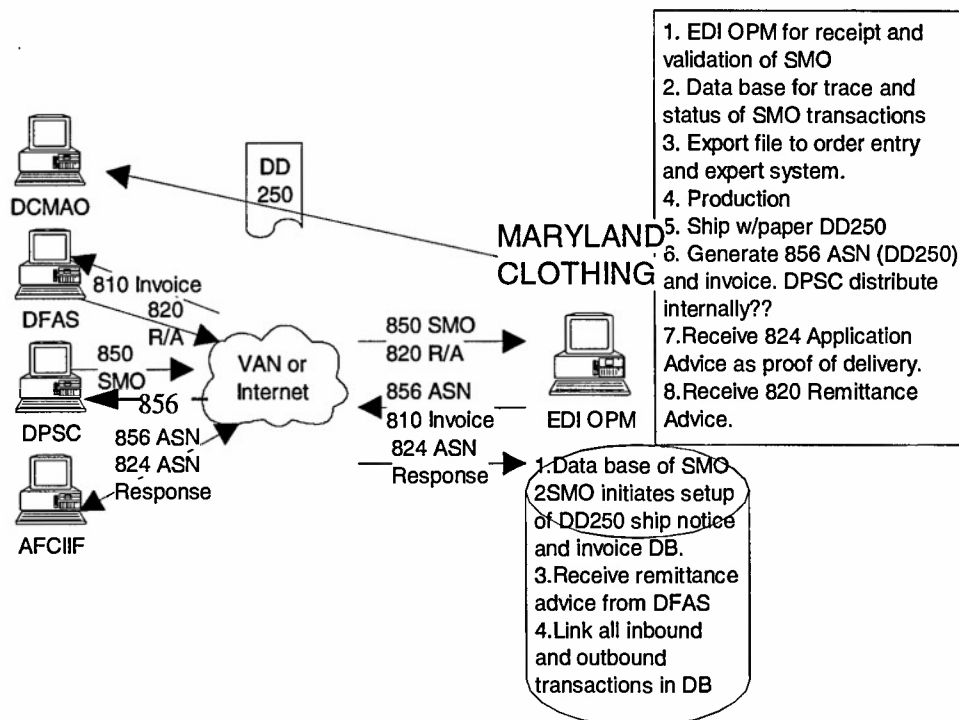 1. EDI OPM for receipt and
validation of SMO
2. Data base for trace and
status of SMO transactions
3. Export file to order entry
and expert system.
4. Production
5. Ship w/paper DD250
6. Generate 856 ASN (DD250)
and invoice. DPSC distribute
internally??
7.Receive 824 Application
Advice as proof of delivery.
8.Receive 820 Remittance
Advice.
DCMAO
DD
250
MARYLAND
CLOTHING
810 Invoice
820
R/A
DFAS
850
SMO
856
DPSC
856 ASN
824 ASN
Response
AFCIIF
VAN or
Internet
850 SMO
820 R/A
856 ASN
810 Invoice
824 ASN
Response
EDI OPM
1.Data base of SMO
2SMO initiates setup
of DD250 ship notice
and invoice DB.
3.Receive remittance
advice from DFAS
4.Link all inbound
and outbound
transactions in DB